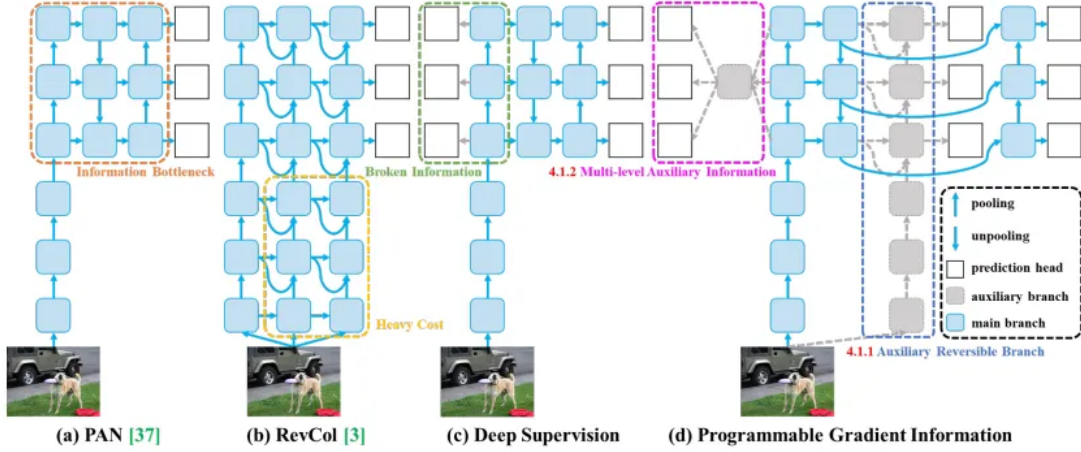 Information Bottleneck
Broken Information
4.1.2 Multi-level Auxiliary Information
pooling
unpooling
prediction head
auxiliary branch
main branch
Heavy Cost
4.1.1 Auxiliary Reversible Branch
(a) PAN [37]
(b) RevCol [3]
(c) Deep Supervision
(d) Programmable Gradient Information